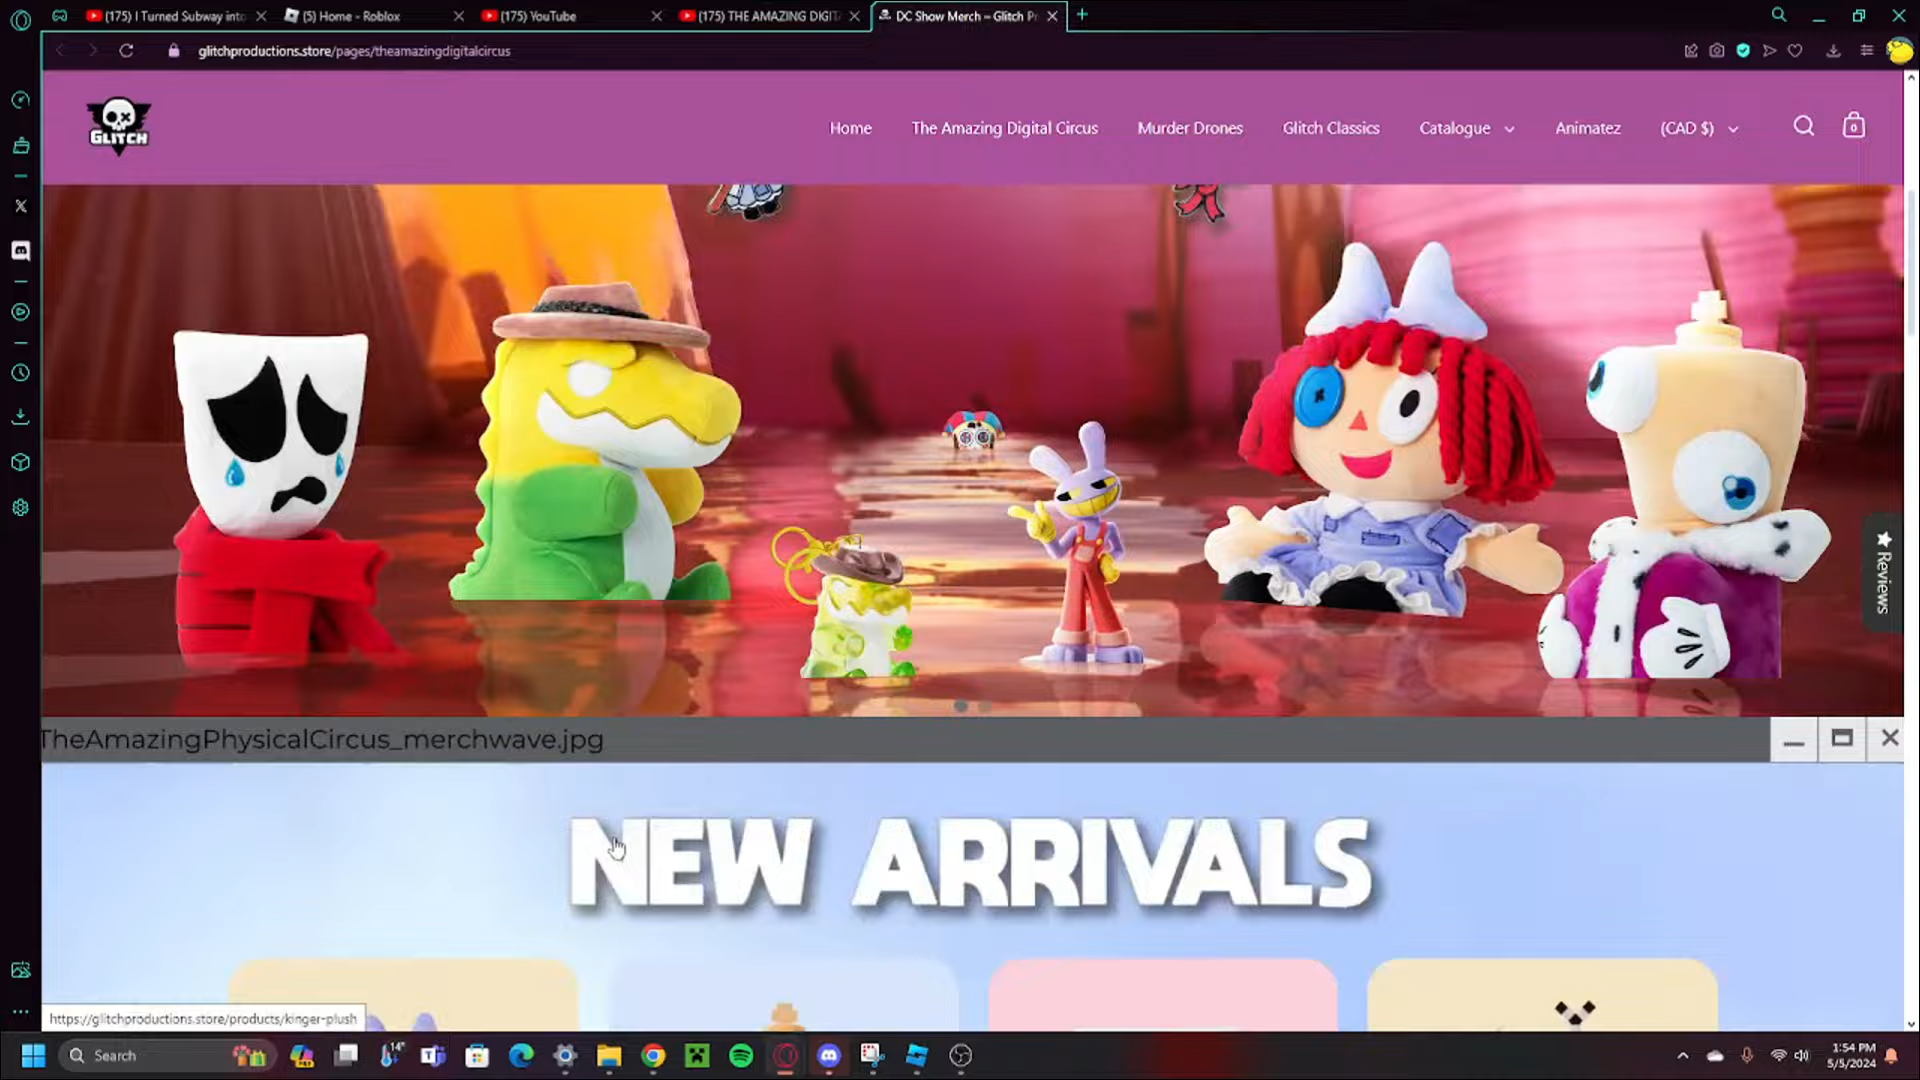 (175) I Turned Subway into
(5) Home - Roblox
(175) YouTube
(175) THE AMAZING DIGIT
DC Show Merch – Glitch Pr
glitchproductions.store/pages/theamazingdigitalcircus
GLITCH
Home
The Amazing Digital Circus
Murder Drones
Glitch Classics
Catalogue
Animatez
(CAD $)
0
★ Reviews
TheAmazingPhysicalCircus_merchwave.jpg
NEW ARRIVALS
https://glitchproductions.store/products/kinger-plush
Search
14°
1:54 PM
5/5/2024